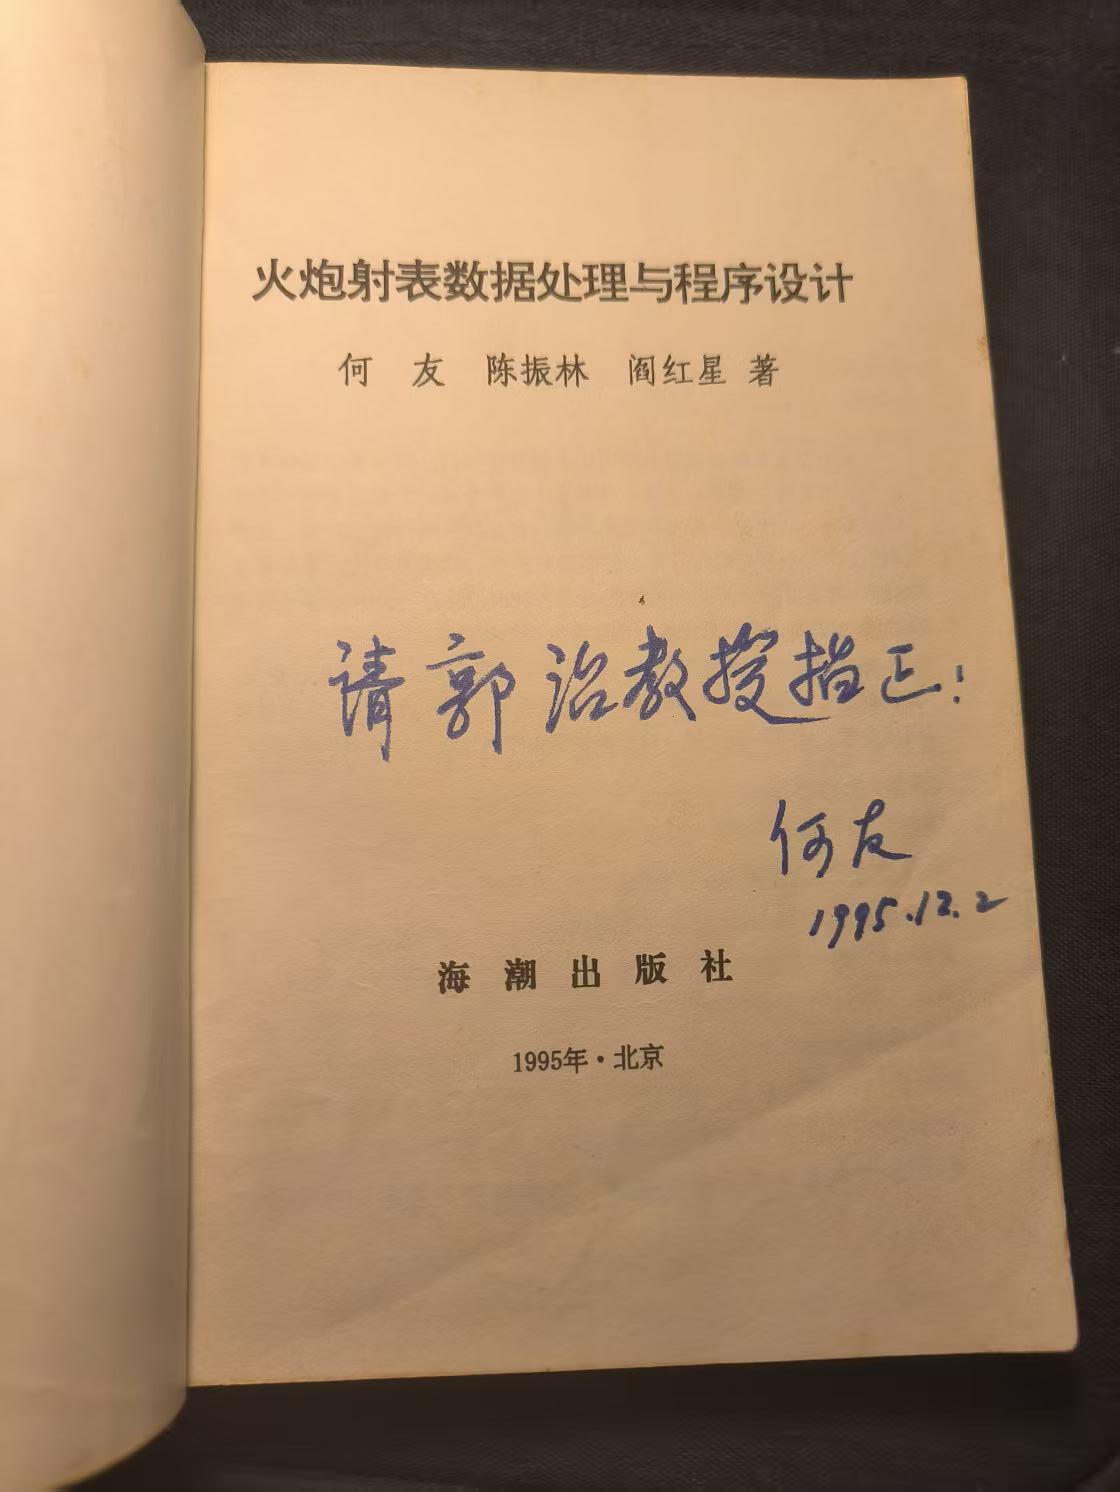 火炮射表数据处理与程序设计
何 友 陈振林 阎红星 著
请郭治教授指正!
何友
1995.12.2
海潮出版社
1995年·北京